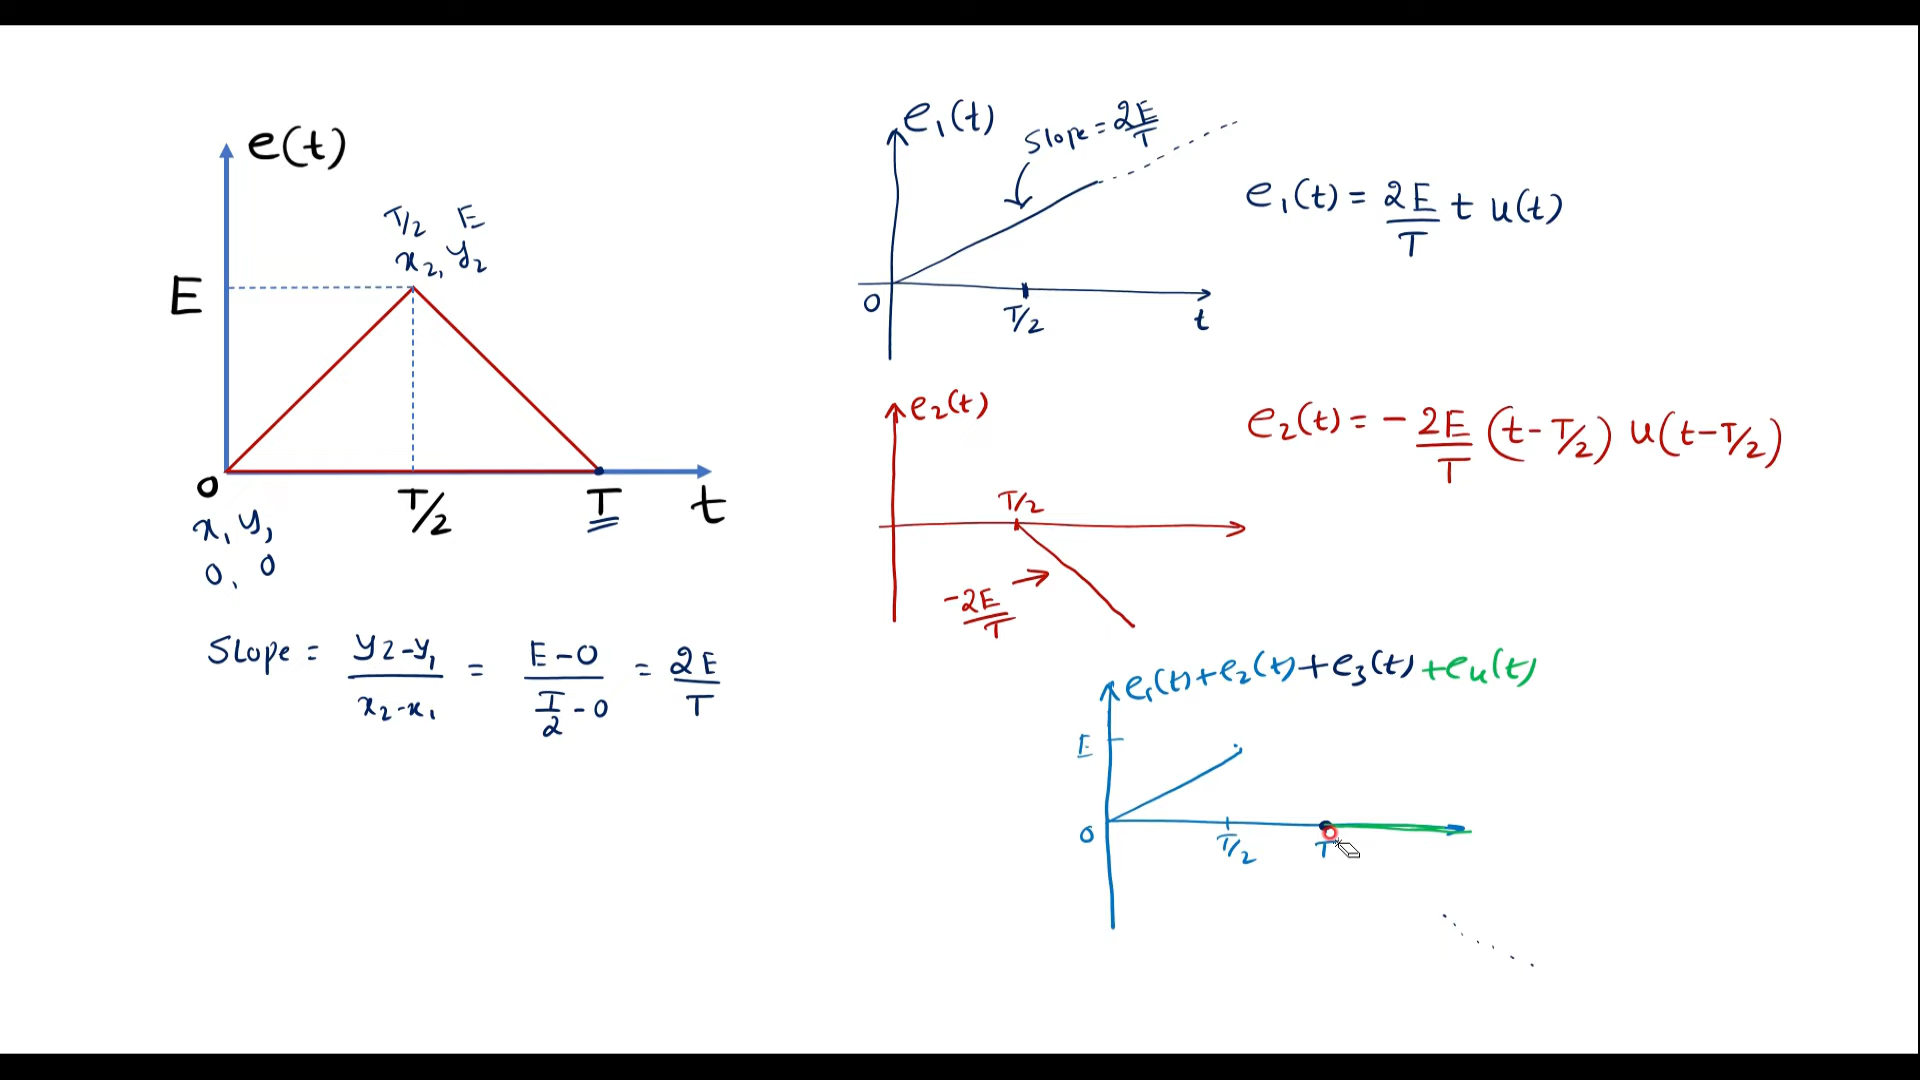 e(t)
T/2 E
x2, y2
E
0 T/2 T t
x1 y1
0, 0
Slope = y2-y1/x2-x1 = E-0/T/2-0 = 2E/T
e1(t)
Slope = 2E/T
0 T/2 t
e1(t) = 2E/T t u(t)
e2(t)
T/2
-2E/T
e2(t) = -2E/T (t-T/2) u(t-T/2)
e1(t)+e2(t)+e3(t)+e4(t)
E
0 T/2 T